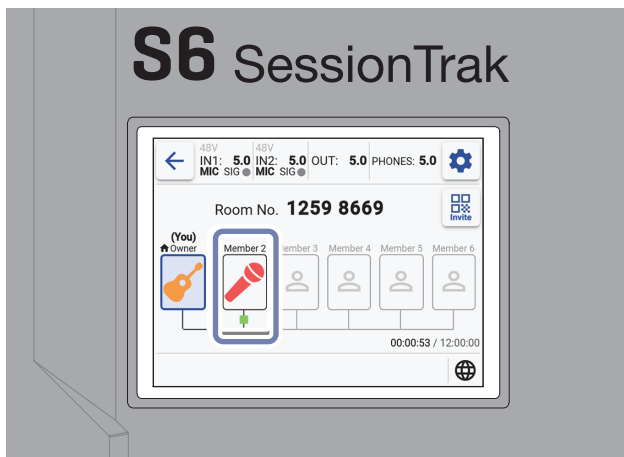 S6 SessionTrak
48V 48V
IN1: 5.0 IN2: 5.0 OUT: 5.0 PHONES: 5.0
MIC SIG MIC SIG
Room No. 1259 8669
Invite
(You)
Owner Member 2 ember 3 Member 4 Member 5 Member 6
00:00:53 / 12:00:00